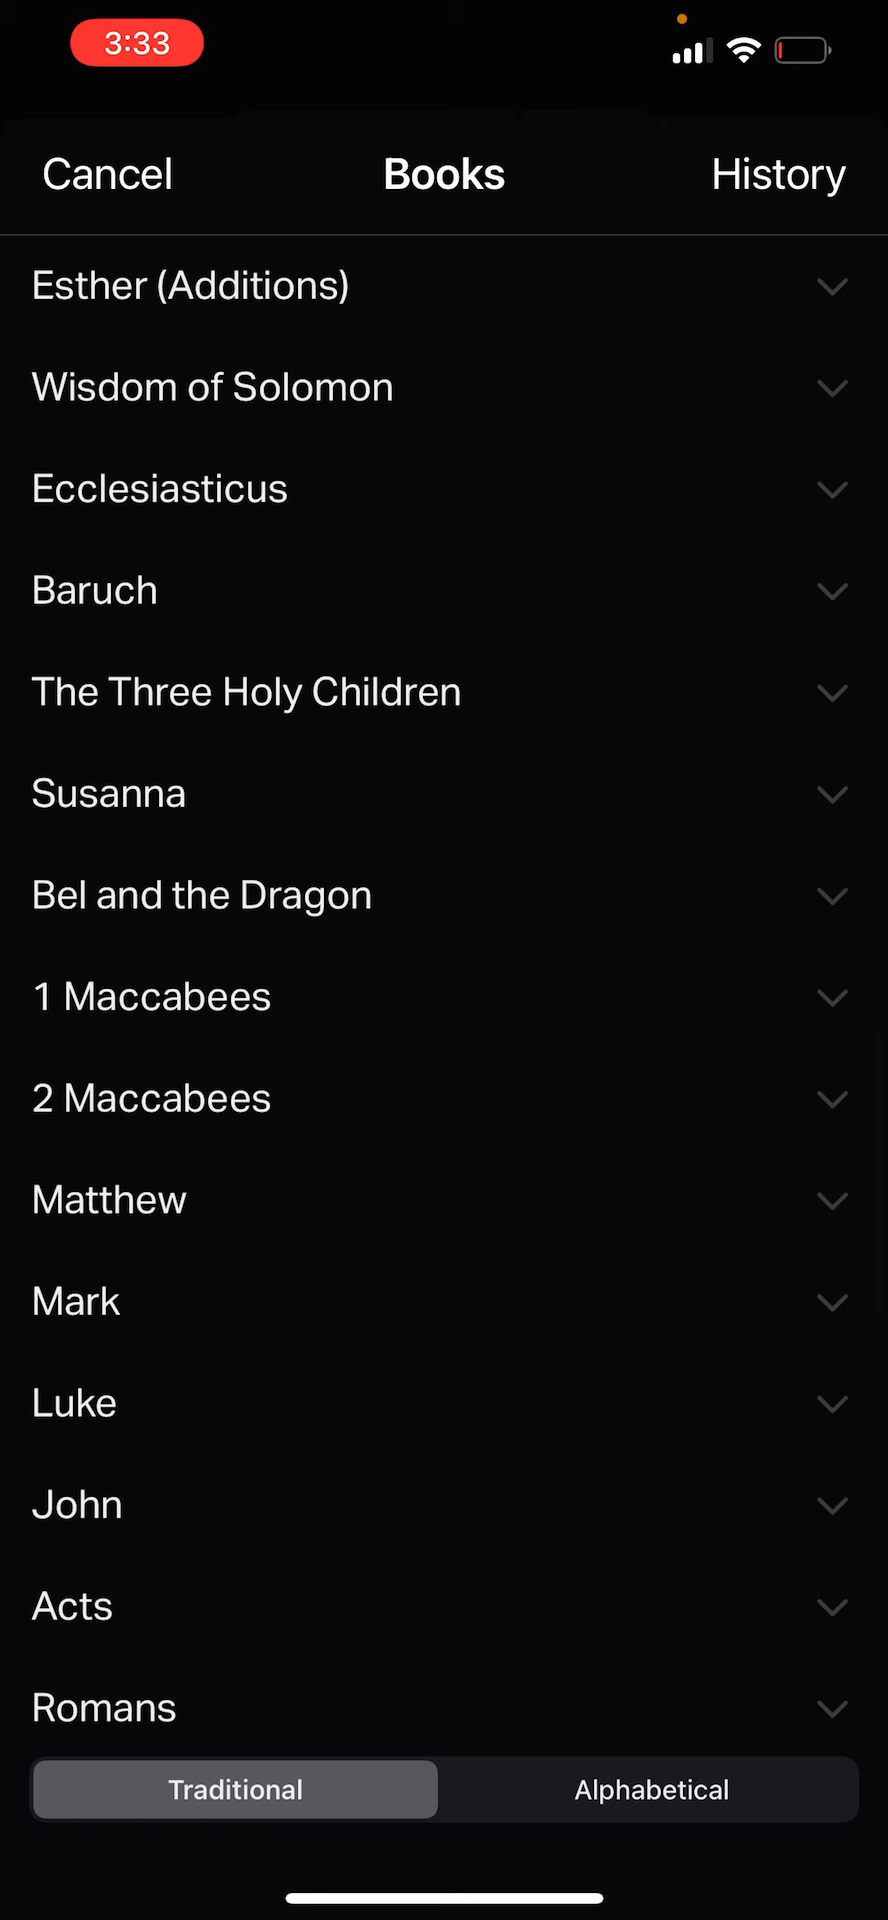 3:33
Cancel Books History
Esther (Additions)
Wisdom of Solomon
Ecclesiasticus
Baruch
The Three Holy Children
Susanna
Bel and the Dragon
1 Maccabees
2 Maccabees
Matthew
Mark
Luke
John
Acts
Romans
Traditional Alphabetical